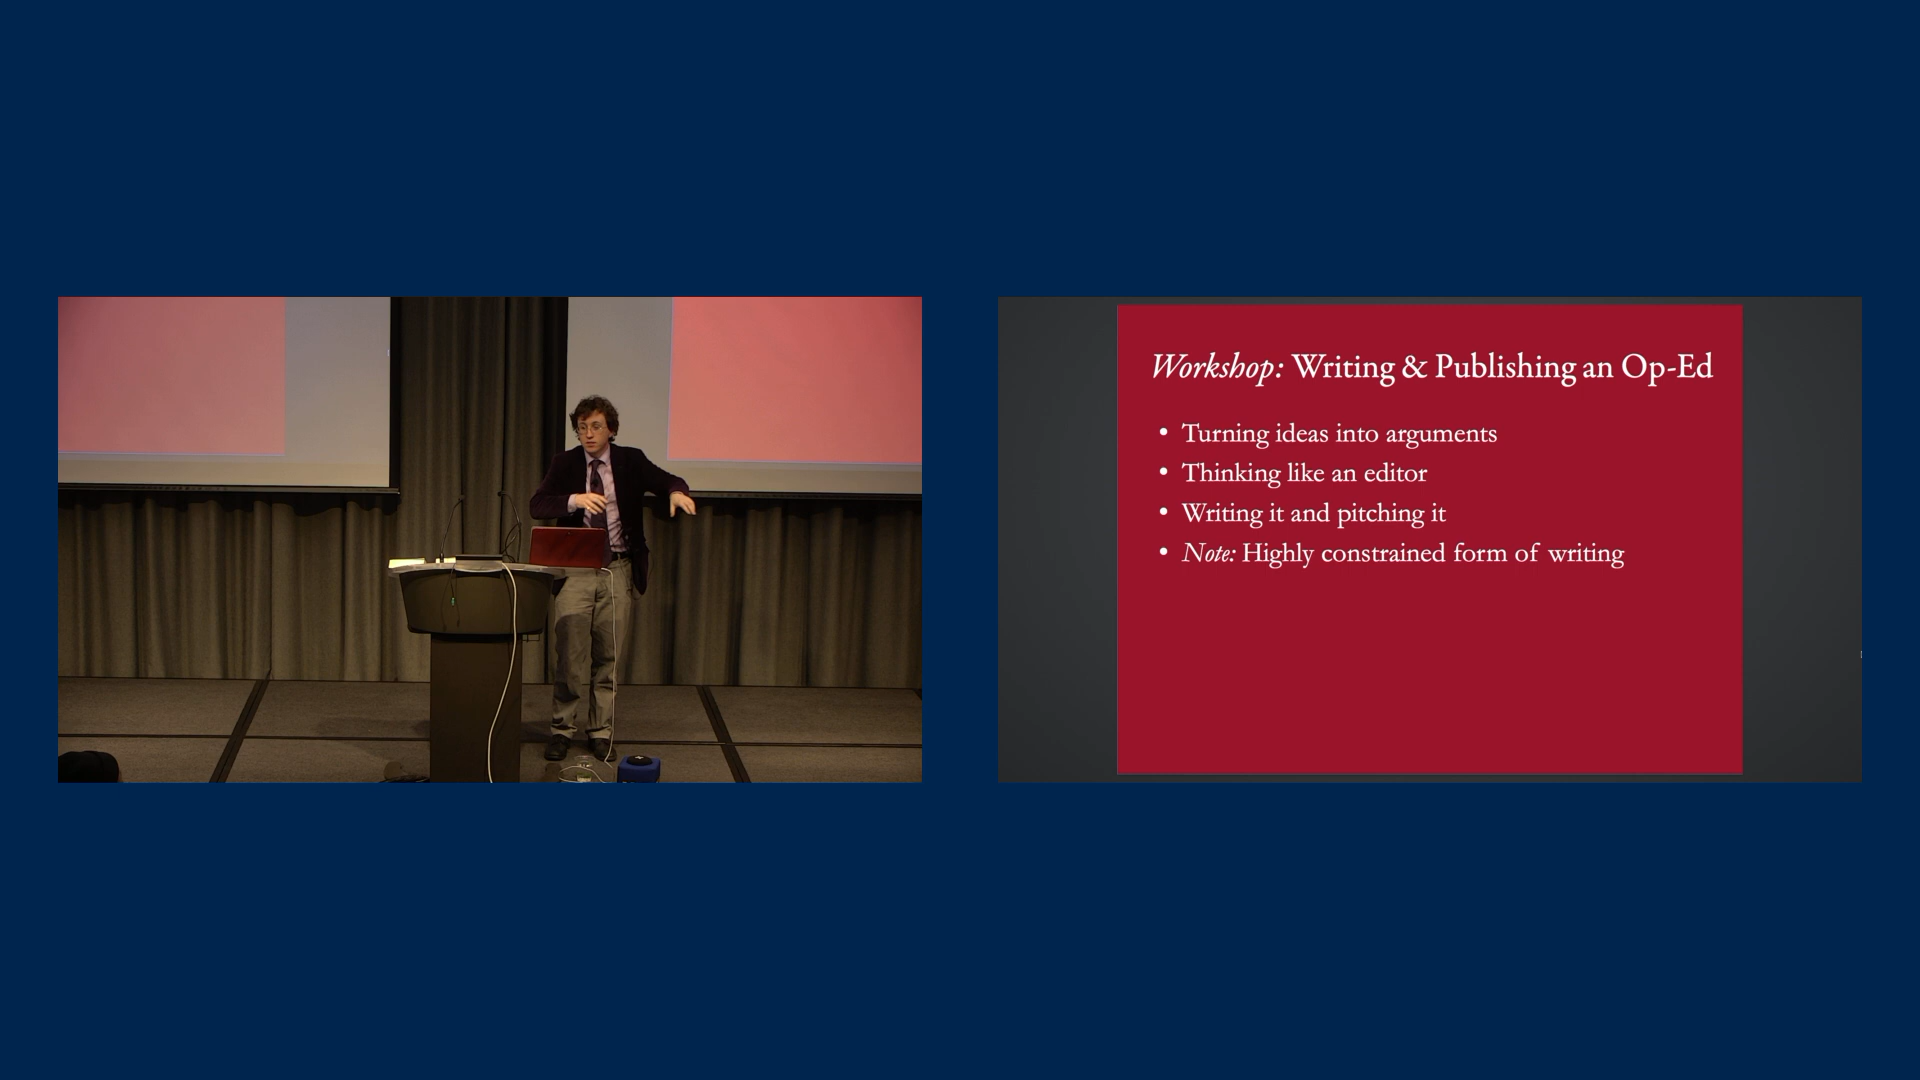 Workshop: Writing & Publishing an Op-Ed
• Turning ideas into arguments
• Thinking like an editor
• Writing it and pitching it
• Note: Highly constrained form of writing